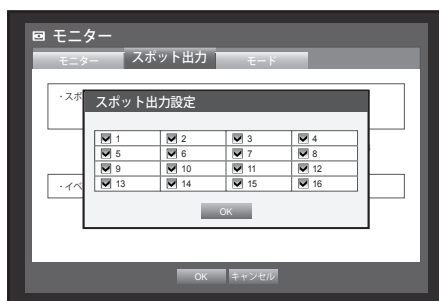 モニター
モニター スポット出力 モード
・スポ
スポット出力設定
1 2 3 4
5 6 7 8
9 10 11 12
13 14 15 16
・イベ
OK
OK キャンセル